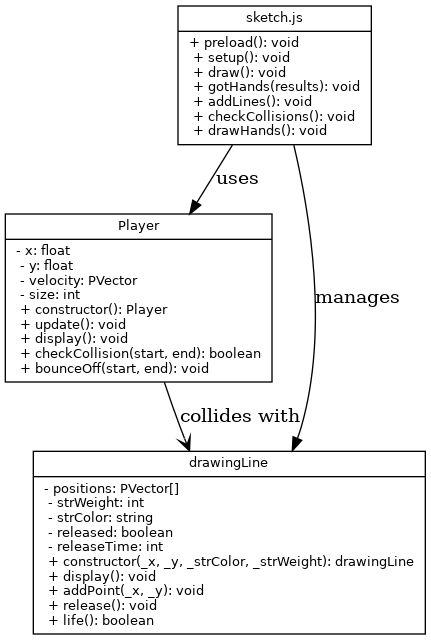 sketch.js
+ preload(): void
+ setup(): void
+ draw(): void
+ gotHands(results): void
+ addLines(): void
+ checkCollisions(): void
+ drawHands(): void
uses
Player
- x: float
- y: float
- velocity: PVector
- size: int
+ constructor(): Player
+ update(): void
+ display(): void
+ checkCollision(start, end): boolean
+ bounceOff(start, end): void
manages
collides with
drawingLine
- positions: PVector[]
- strWeight: int
- strColor: string
- released: boolean
- releaseTime: int
+ constructor(_x, _y, _strColor, _strWeight): drawingLine
+ display(): void
+ addPoint(_x, _y): void
+ release(): void
+ life(): boolean